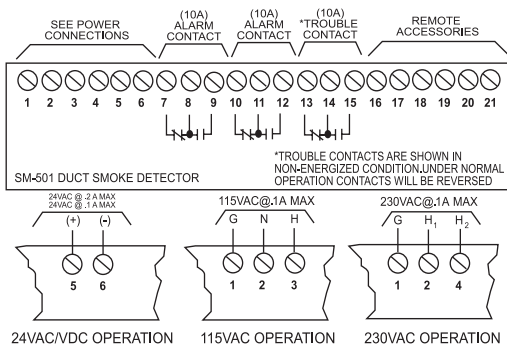 SEE POWER
CONNECTIONS
(10A)
ALARM
CONTACT
(10A)
ALARM
CONTACT
(10A)
*TROUBLE
CONTACT
REMOTE
ACCESSORIES
1 2 3 4 5 6 7 8 9 10 11 12 13 14 15 16 17 18 19 20 21
SM-501 DUCT SMOKE DETECTOR
*TROUBLE CONTACTS ARE SHOWN IN
NON-ENERGIZED CONDITION.UNDER NORMAL
OPERATION CONTACTS WILL BE REVERSED
24VAC @ .2 A MAX
24VAC @ .1 A MAX
(+) (-)
5 6
24VAC/VDC OPERATION
115VAC@.1A MAX
G N H
1 2 3
115VAC OPERATION
230VAC@.1A MAX
G H1 H2
1 2 4
230VAC OPERATION